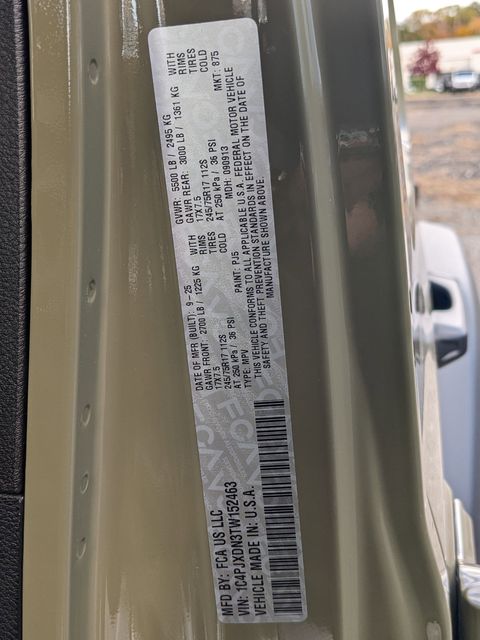 MFD BY: FCA US LLC
DATE OF MFR (BUILT): 9-25
GVWR: 5500 LB / 2495 KG
GAWR FRONT: 2700 LB / 1225 KG WITH
GAWR REAR: 3000 LB / 1361 KG WITH
17X7.5 RIMS
17X7.5 RIMS
245/75R17 112S TIRES
245/75R17 112S TIRES
AT 250 kPa / 36 PSI COLD
AT 250 kPa / 36 PSI COLD
VIN: 1C4PJXDN3TW152463
TYPE: MPV
PAINT: PJ5
MDH: 090913
MKT: 875
VEHICLE MADE IN: U.S.A.
THIS VEHICLE CONFORMS TO ALL APPLICABLE U.S.A. FEDERAL MOTOR VEHICLE
SAFETY AND THEFT PREVENTION STANDARDS IN EFFECT ON THE DATE OF
MANUFACTURE SHOWN ABOVE.